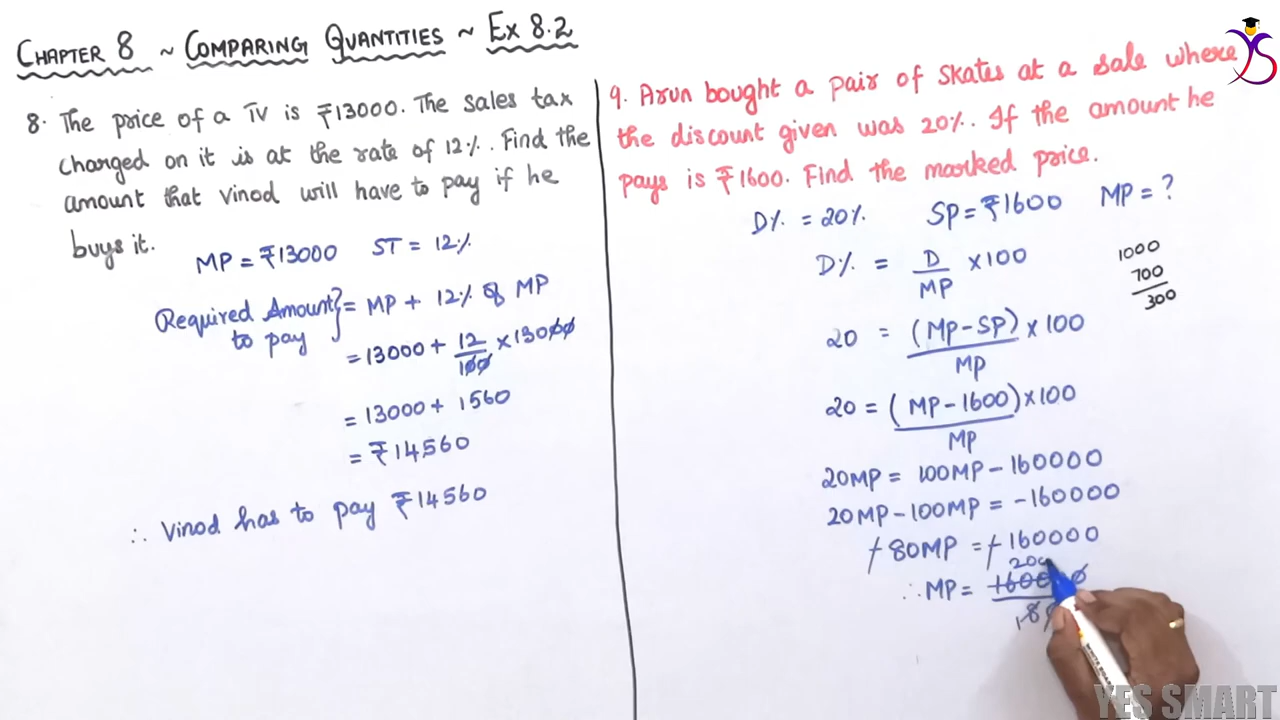 CHAPTER 8 ~ COMPARING QUANTITIES ~ Ex 8.2
8. The price of a TV is ₹13000. The sales tax
charged on it is at the rate of 12%. Find the
amount that vinod will have to pay if he
buys it.
MP = ₹13000 ST = 12%
Required Amount to pay } = MP + 12% of MP
= 13000 + 12/100 × 13000
= 13000 + 1560
= ₹14560
∴ Vinod has to pay ₹14560
9. Arun bought a pair of skates at a sale where
the discount given was 20%. If the amount he
pays is ₹1600. Find the marked price.
D% = 20% SP = ₹1600 MP = ?
D% = D/MP × 100
1000
700
300
20 = (MP - SP)/MP × 100
20 = (MP - 1600)/MP × 100
20MP = 100MP - 160000
20MP - 100MP = -160000
-80MP = -160000
200
∴ MP = 160000
1 8
YS
YES SMART